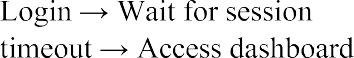 Login → Wait for session
timeout → Access dashboard